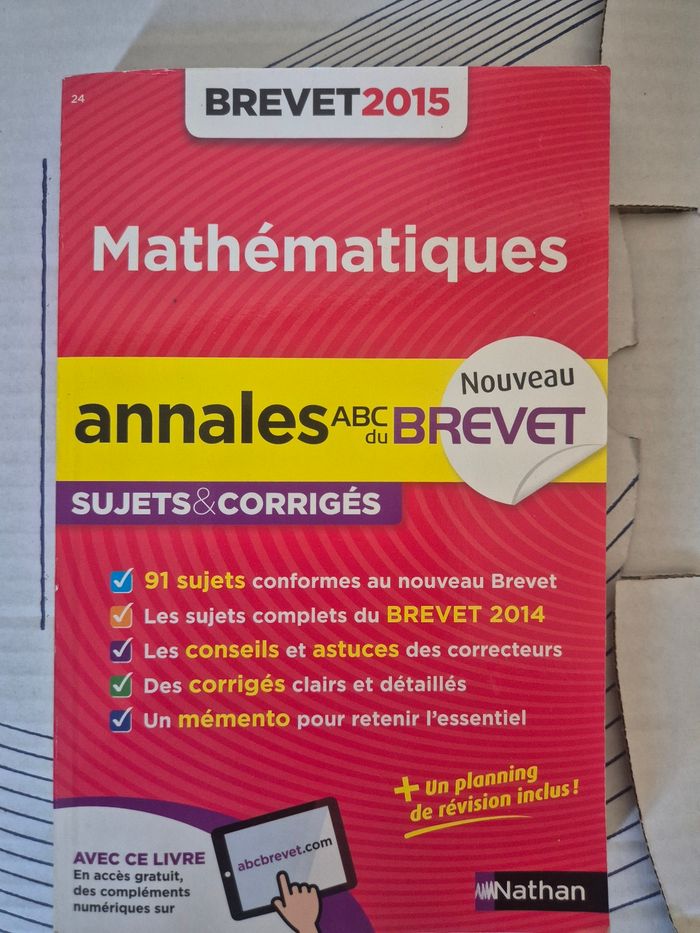 24
BREVET2015
Mathématiques
Nouveau
annales ABC du BREVET
SUJETS&CORRIGÉS
91 sujets conformes au nouveau Brevet
Les sujets complets du BREVET 2014
Les conseils et astuces des correcteurs
Des corrigés clairs et détaillés
Un mémento pour retenir l'essentiel
+ Un planning
de révision inclus !
AVEC CE LIVRE
En accès gratuit,
des compléments
numériques sur
abcbrevet.com
Nathan